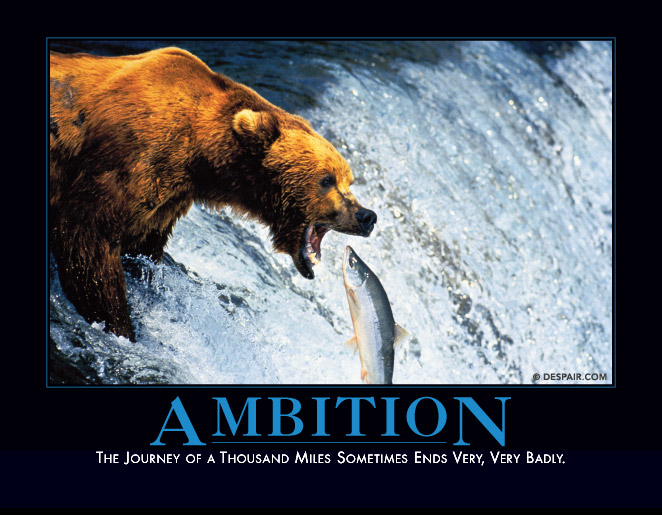 © DESPAIR.COM
AMBITION
THE JOURNEY OF A THOUSAND MILES SOMETIMES ENDS VERY, VERY BADLY.